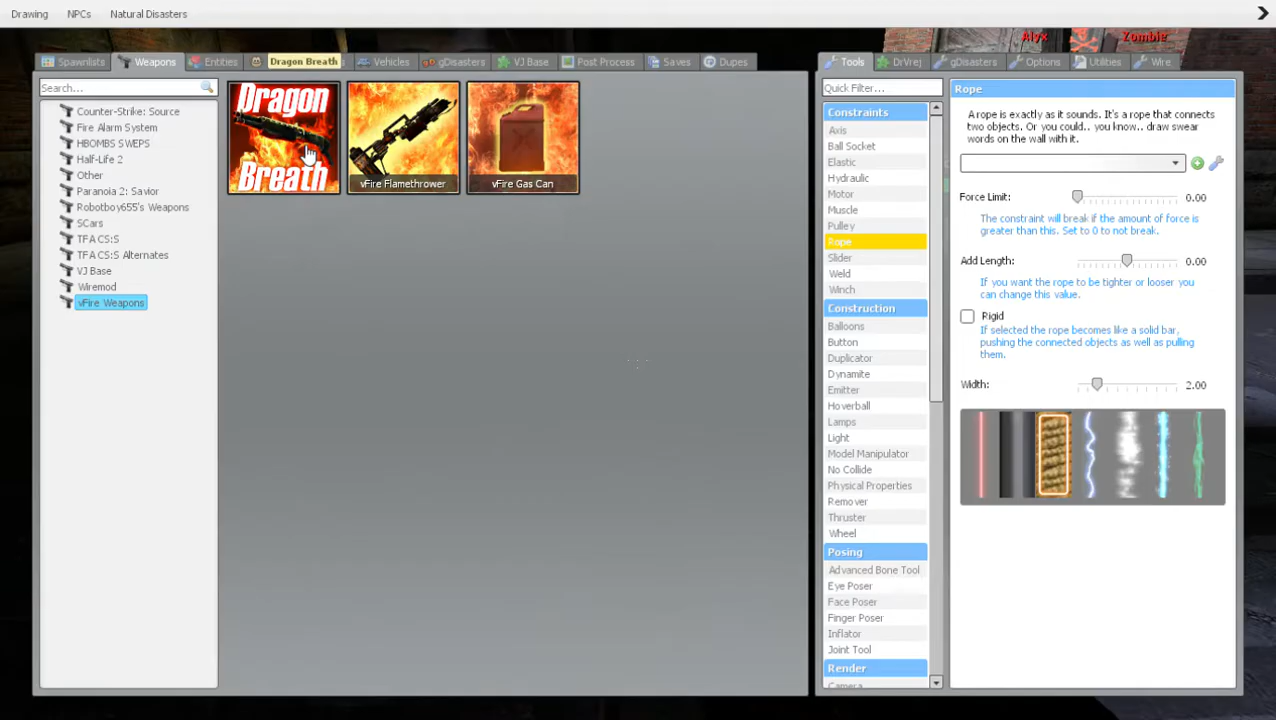 Drawing NPCs Natural Disasters
Alyx Zombie
Spawnlists Weapons Entities Dragon Breath Vehicles gDisasters VJ Base Post Process Saves Dupes
Search...
Counter-Strike: Source
Fire Alarm System
HBOMBS SWEPS
Half-Life 2
Other
Paranoia 2: Savior
Robotboy655's Weapons
SCars
TFA CS:S
TFA CS:S Alternates
VJ Base
Wiremod
vFire Weapons
Dragon
Breath
vFire Flamethrower
vFire Gas Can
Tools DrVrej gDisasters Options Utilities Wire
Quick Filter...
Constraints
Axis
Ball Socket
Elastic
Hydraulic
Motor
Muscle
Pulley
Rope
Slider
Weld
Winch
Construction
Balloons
Button
Duplicator
Dynamite
Emitter
Hoverball
Lamps
Light
Model Manipulator
No Collide
Physical Properties
Remover
Thruster
Wheel
Posing
Advanced Bone Tool
Eye Poser
Face Poser
Finger Poser
Inflator
Joint Tool
Render
Camera
Rope
A rope is exactly as it sounds. It's a rope that connects
two objects. Or you could.. you know.. draw swear
words on the wall with it.
Force Limit: 0.00
The constraint will break if the amount of force is
greater than this. Set to 0 to not break.
Add Length: 0.00
If you want the rope to be tighter or looser you
can change this value.
Rigid
If selected the rope becomes like a solid bar,
pushing the connected objects as well as pulling
them.
Width: 2.00